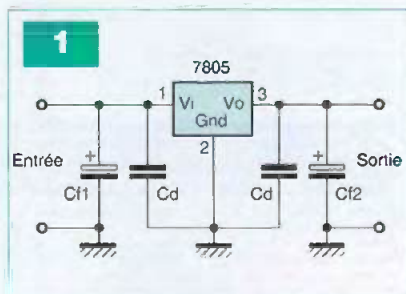 1
7805
1
Vi
Vo
3
Gnd
2
Entrée
+
Cf1
Cd
Cd
+
Cf2
Sortie